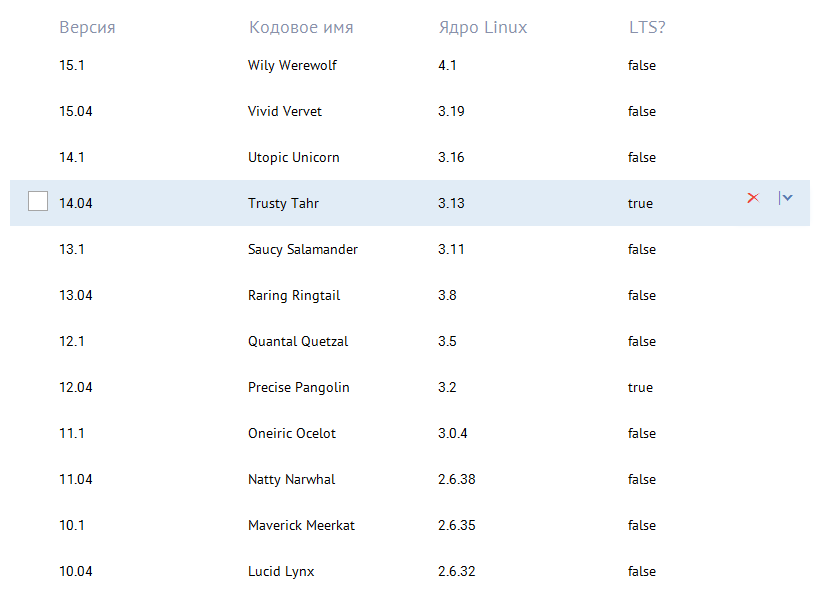 Версия Кодовое имя Ядро Linux LTS?
15.1 Wily Werewolf 4.1 false
15.04 Vivid Vervet 3.19 false
14.1 Utopic Unicorn 3.16 false
14.04 Trusty Tahr 3.13 true
13.1 Saucy Salamander 3.11 false
13.04 Raring Ringtail 3.8 false
12.1 Quantal Quetzal 3.5 false
12.04 Precise Pangolin 3.2 true
11.1 Oneiric Ocelot 3.0.4 false
11.04 Natty Narwhal 2.6.38 false
10.1 Maverick Meerkat 2.6.35 false
10.04 Lucid Lynx 2.6.32 false